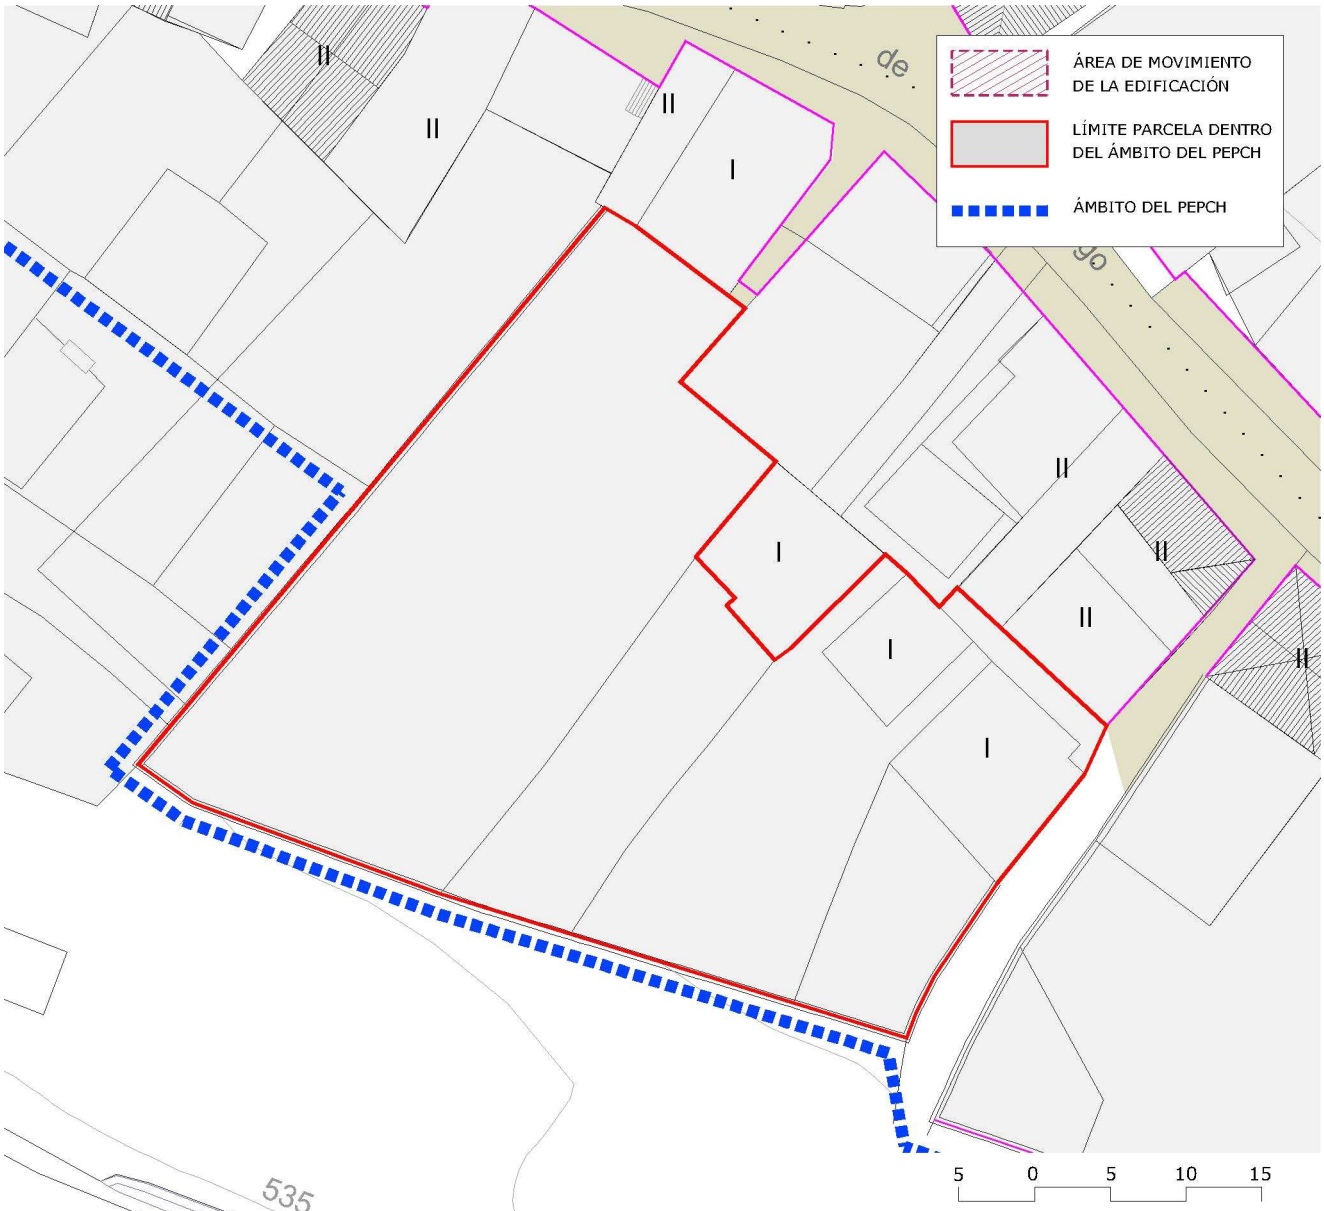 II
II
II
I
de
ÁREA DE MOVIMIENTO
DE LA EDIFICACIÓN
LÍMITE PARCELA DENTRO
DEL ÁMBITO DEL PEPCH
ÁMBITO DEL PEPCH
go
II
I
II
II
I
II
I
535
5 0 5 10 15